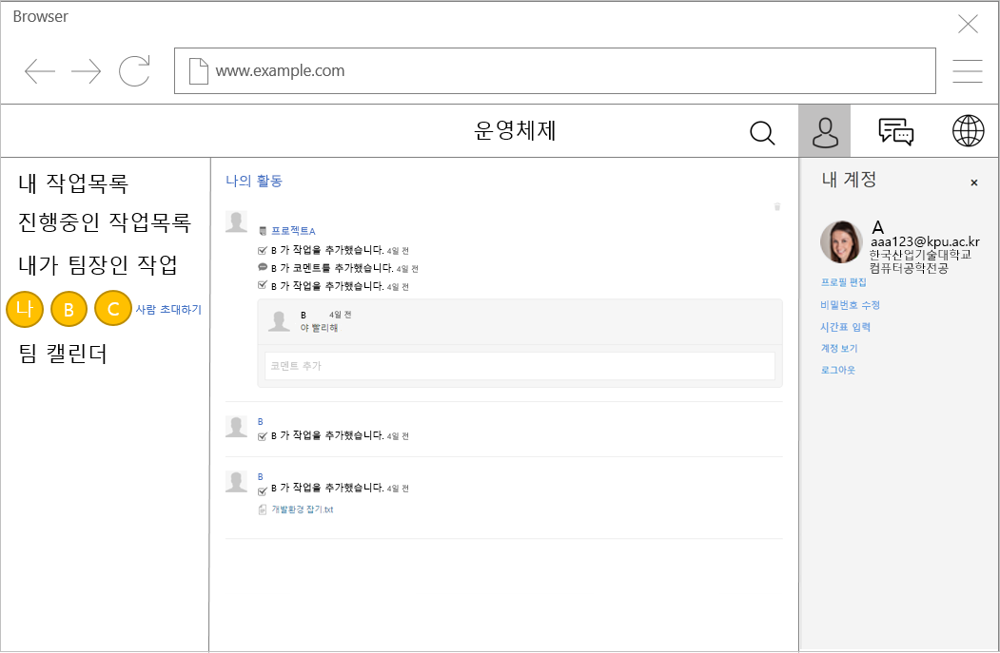 Browser
www.example.com
운영체제
내 작업목록
진행중인 작업목록
내가 팀장인 작업
나 B C 사람 초대하기
팀 캘린더
나의 활동
프로젝트A
B 가 작업을 추가했습니다. 4일 전
B 가 코멘트를 추가했습니다. 4일 전
B 가 작업을 추가했습니다. 4일 전
B 4일 전
야 빨리해
코멘트 추가
B
B 가 작업을 추가했습니다. 4일 전
B
B 가 작업을 추가했습니다. 4일 전
개발환경 잡기.txt
내 계정
×
A
aaa123@kpu.ac.kr
한국산업기술대학교
컴퓨터공학전공
프로필 편집
비밀번호 수정
시간표 입력
계정 보기
로그아웃